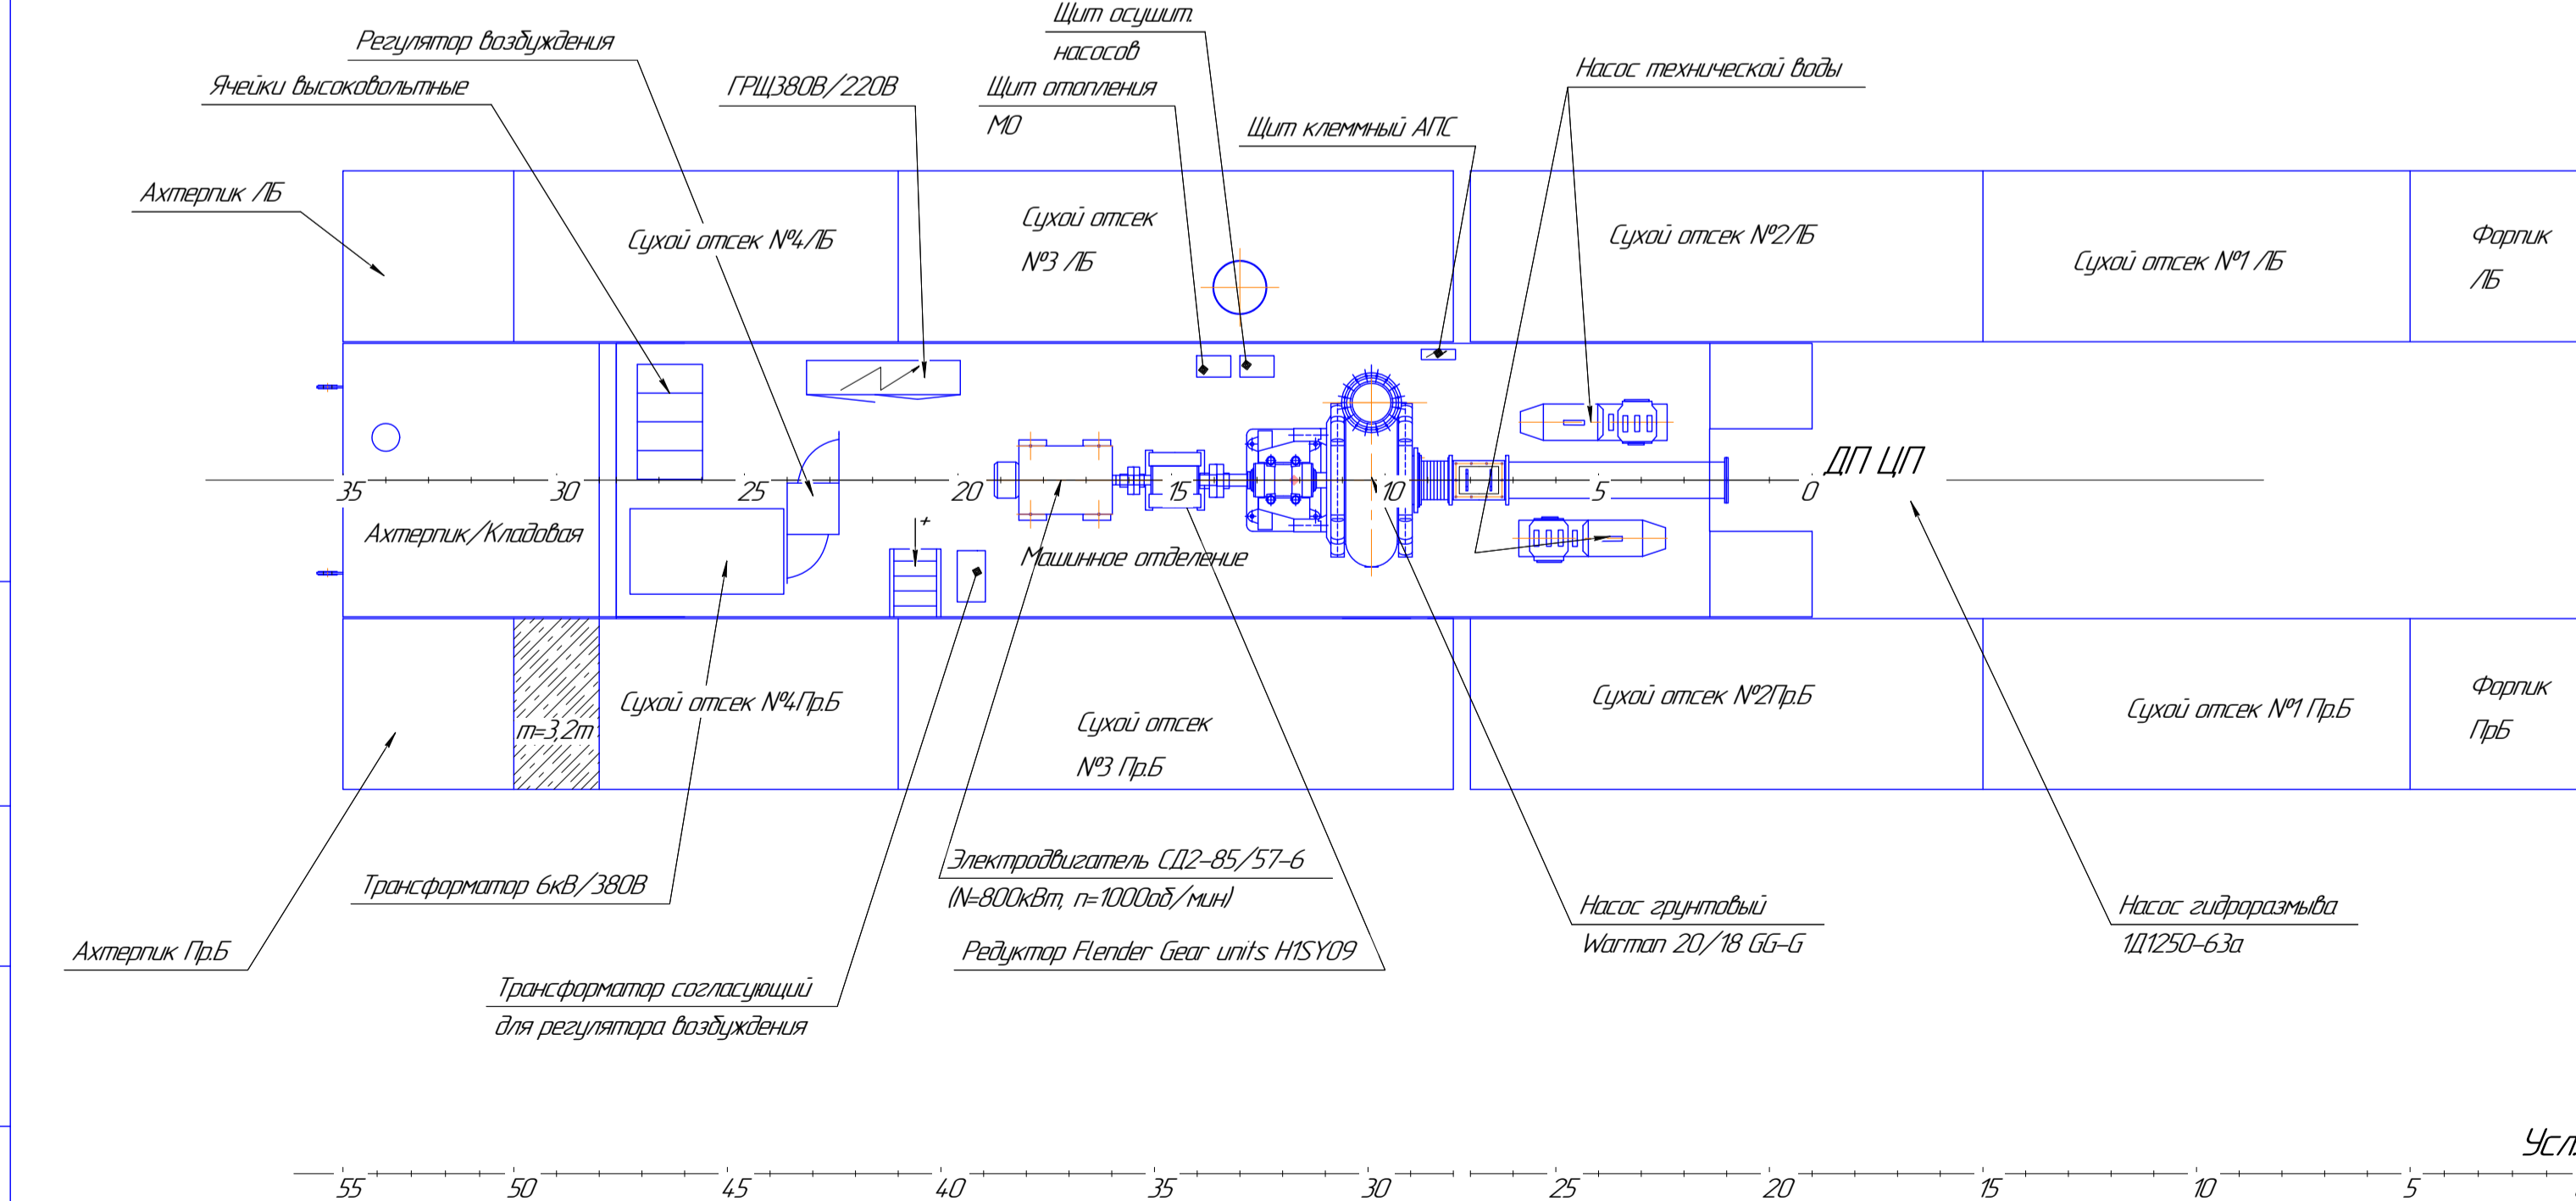 Щит осушит.
насосов
Регулятор возбуждения
Ячейки высоковольтные
ГРЩ380В/220В
Щит отопления
МО
Насос технической воды
Щит клеммный АПС
Ахтерпик ЛБ
Сухой отсек №4/ЛБ
Сухой отсек
№3 ЛБ
Сухой отсек №2/ЛБ
Сухой отсек №1 ЛБ
Форпик
ЛБ
ДП ЦП
35 30 25 20 15 10 5 0
+
Ахтерпик/Кладовая
Машинное отделение
Сухой отсек №4Пр.Б
m=3,2т
Сухой отсек
№3 Пр.Б
Сухой отсек №2Пр.Б
Сухой отсек №1 Пр.Б
Форпик
ПрБ
Электродвигатель СД2-85/57-6
(N=800кВт, n=1000об/мин)
Трансформатор 6кВ/380В
Насос грунтовый
Warman 20/18 GG-G
Насос гидроразмыва
1Д1250-63а
Ахтерпик Пр.Б
Редуктор Flender Gear units H1SY09
Трансформатор согласующий
для регулятора возбуждения
Усл.
55 50 45 40 35 30 25 20 15 10 5